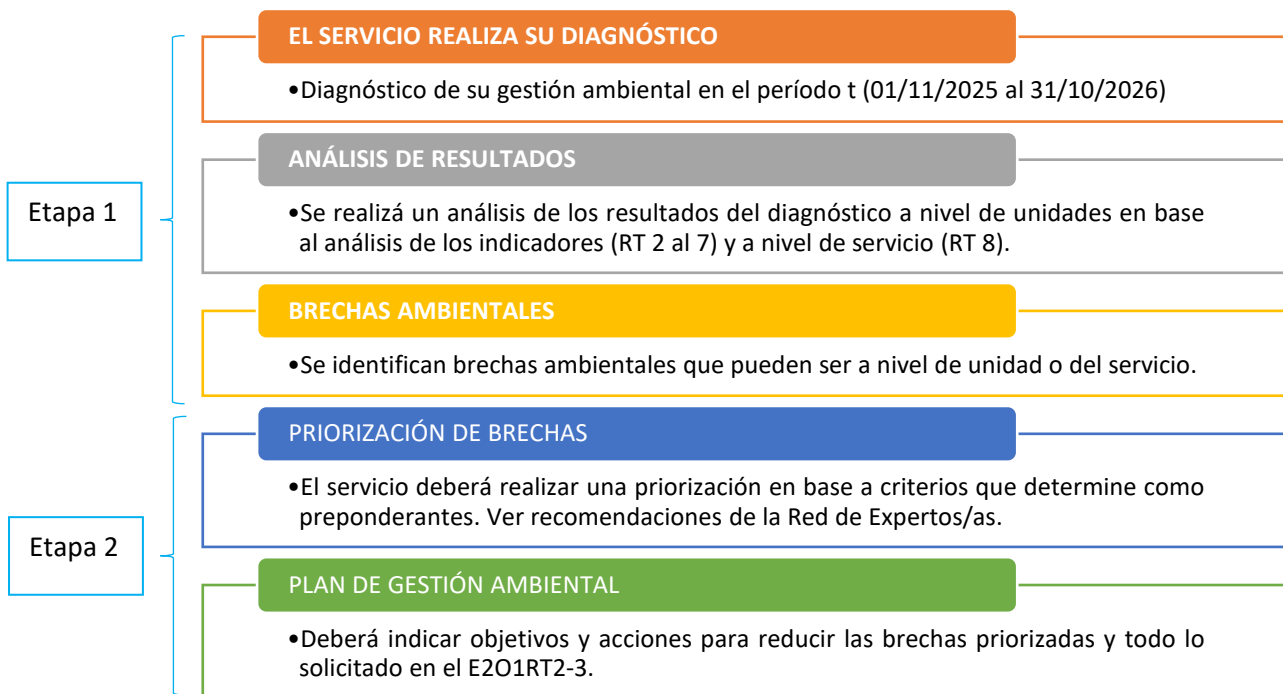 EL SERVICIO REALIZA SU DIAGNÓSTICO
•Diagnóstico de su gestión ambiental en el período t (01/11/2025 al 31/10/2026)
ANÁLISIS DE RESULTADOS
Etapa 1
•Se realizá un análisis de los resultados del diagnóstico a nivel de unidades en base
al análisis de los indicadores (RT 2 al 7) y a nivel de servicio (RT 8).
BRECHAS AMBIENTALES
•Se identifican brechas ambientales que pueden ser a nivel de unidad o del servicio.
PRIORIZACIÓN DE BRECHAS
•El servicio deberá realizar una priorización en base a criterios que determine como
preponderantes. Ver recomendaciones de la Red de Expertos/as.
Etapa 2
PLAN DE GESTIÓN AMBIENTAL
•Deberá indicar objetivos y acciones para reducir las brechas priorizadas y todo lo
solicitado en el E2O1RT2-3.